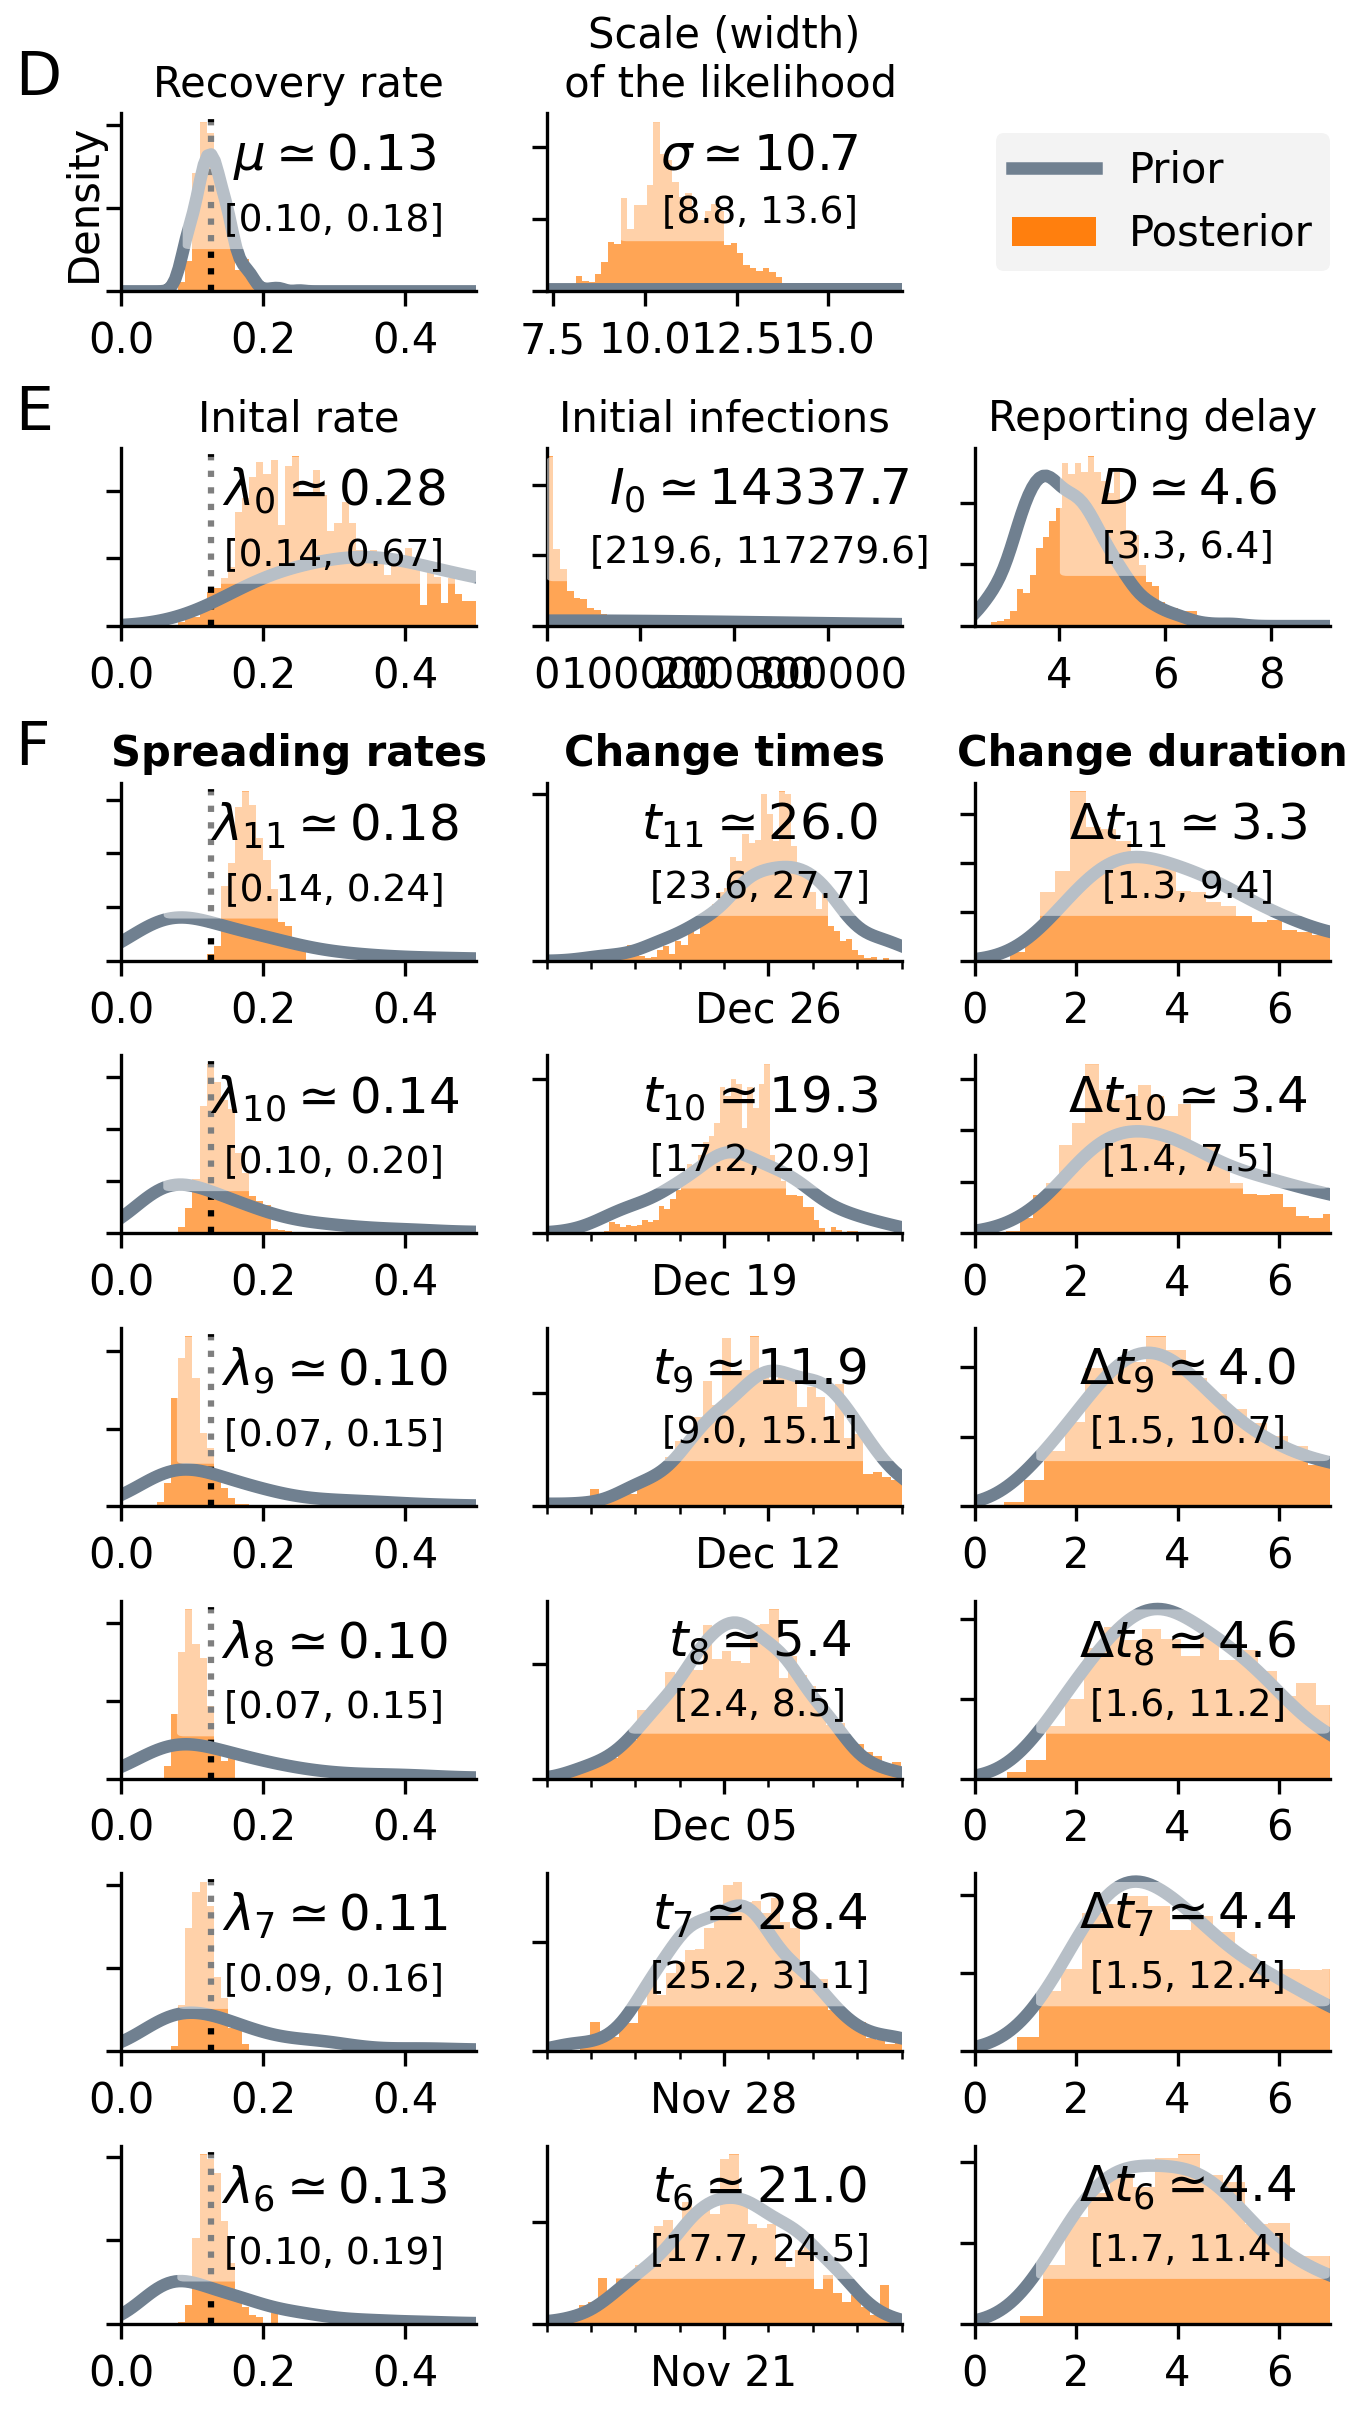 D
Recovery rate
Scale (width)
of the likelihood
Density
μ ≃ 0.13
[0.10, 0.18]
0.0 0.2 0.4
σ ≃ 10.7
[8.8, 13.6]
7.5 10.0 12.5 15.0
Prior
Posterior
E
Inital rate
Initial infections
Reporting delay
λ₀ ≃ 0.28
[0.14, 0.67]
0.0 0.2 0.4
I₀ ≃ 14337.7
[219.6, 117279.6]
0 100000 200000 300000
D ≃ 4.6
[3.3, 6.4]
4 6 8
F
Spreading rates
Change times
Change duration
λ₁₁ ≃ 0.18
[0.14, 0.24]
0.0 0.2 0.4
t₁₁ ≃ 26.0
[23.6, 27.7]
Dec 26
Δt₁₁ ≃ 3.3
[1.3, 9.4]
0 2 4 6
λ₁₀ ≃ 0.14
[0.10, 0.20]
0.0 0.2 0.4
t₁₀ ≃ 19.3
[17.2, 20.9]
Dec 19
Δt₁₀ ≃ 3.4
[1.4, 7.5]
0 2 4 6
λ₉ ≃ 0.10
[0.07, 0.15]
0.0 0.2 0.4
t₉ ≃ 11.9
[9.0, 15.1]
Dec 12
Δt₉ ≃ 4.0
[1.5, 10.7]
0 2 4 6
λ₈ ≃ 0.10
[0.07, 0.15]
0.0 0.2 0.4
t₈ ≃ 5.4
[2.4, 8.5]
Dec 05
Δt₈ ≃ 4.6
[1.6, 11.2]
0 2 4 6
λ₇ ≃ 0.11
[0.09, 0.16]
0.0 0.2 0.4
t₇ ≃ 28.4
[25.2, 31.1]
Nov 28
Δt₇ ≃ 4.4
[1.5, 12.4]
0 2 4 6
λ₆ ≃ 0.13
[0.10, 0.19]
0.0 0.2 0.4
t₆ ≃ 21.0
[17.7, 24.5]
Nov 21
Δt₆ ≃ 4.4
[1.7, 11.4]
0 2 4 6